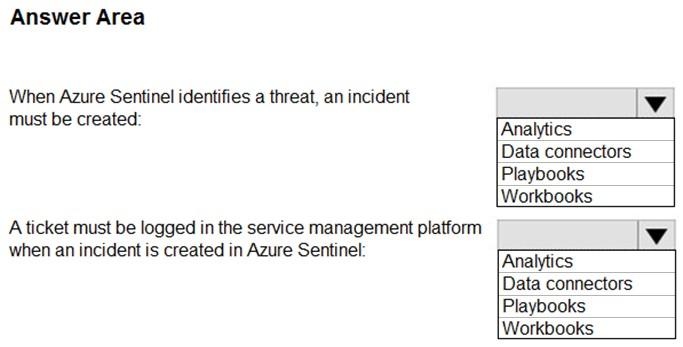 Answer Area
When Azure Sentinel identifies a threat, an incident
must be created:
Analytics
Data connectors
Playbooks
Workbooks
A ticket must be logged in the service management platform
when an incident is created in Azure Sentinel:
Analytics
Data connectors
Playbooks
Workbooks